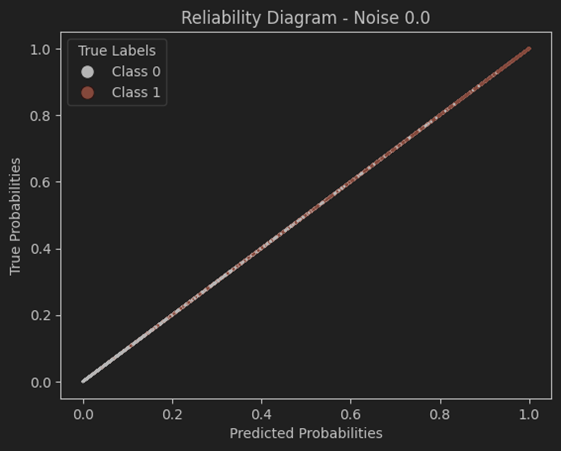 Reliability Diagram - Noise 0.0
True Labels
Class 0
Class 1
1.0
0.8
0.6
0.4
0.2
0.0
True Probabilities
0.0 0.2 0.4 0.6 0.8 1.0
Predicted Probabilities